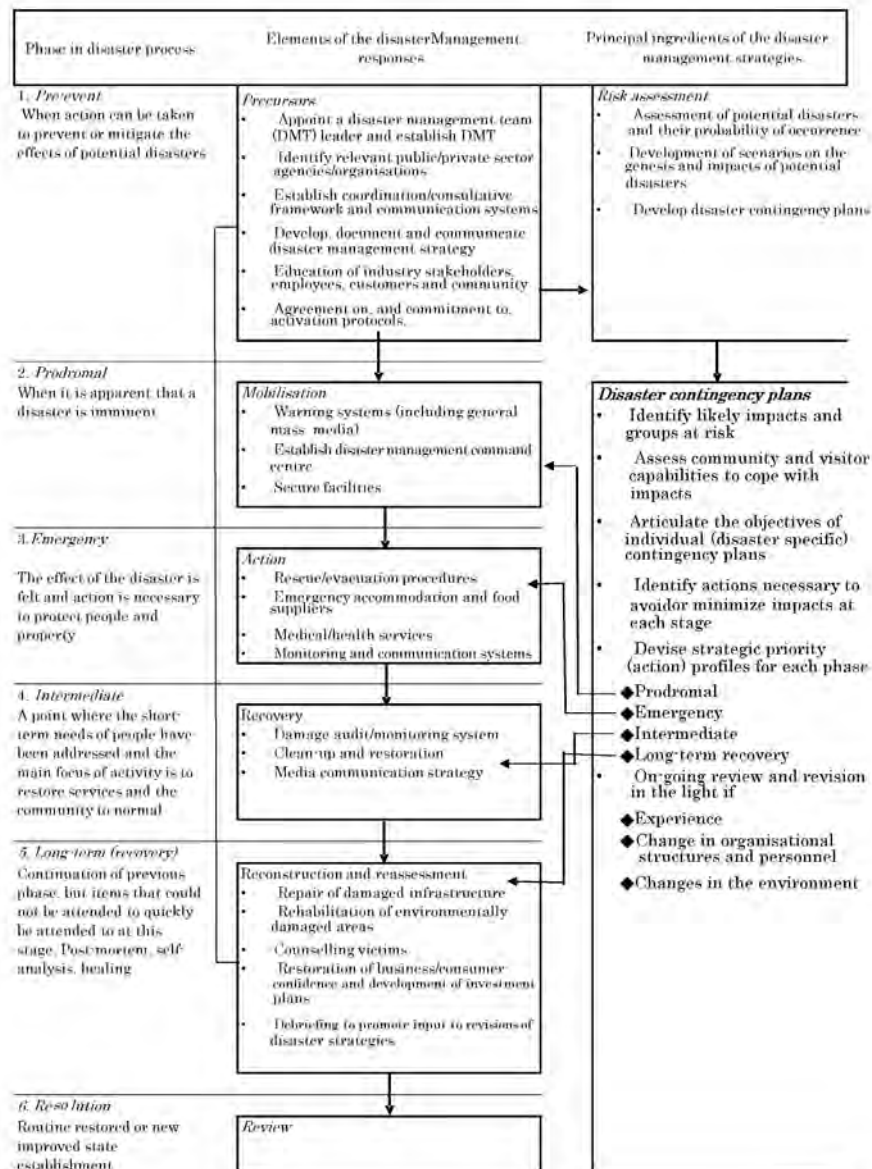 Phase in disaster process
Elements of the disasterManagement
responses
Principal ingredients of the disaster
management strategies
1. Pre-event
When action can be taken
to prevent or mitigate the
effects of potential disasters
Precursors
• Appoint a disaster management team
(DMT) leader and establish DMT
• Identify relevant public/private sector
agencies/organisations
• Establish coordination/consultative
framework and communication systems
• Develop, document and communicate
disaster management strategy
• Education of industry stakeholders,
employees, customers and community
• Agreement on, and commitment to,
activation protocols.
Risk assessment
• Assessment of potential disasters
and their probability of occurrence
• Development of scenarios on the
genesis and impacts of potential
disasters
• Develop disaster contingency plans
2. Prodromal
When it is apparent that a
disaster is imminent
Mobilisation
• Warning systems (including general
mass media)
• Establish disaster management command
centre
• Secure facilities
Disaster contingency plans
• Identify likely impacts and
groups at risk
• Assess community and visitor
capabilities to cope with
impacts
• Articulate the objectives of
individual (disaster specific)
contingency plans
• Identify actions necessary to
avoidor minimize impacts at
each stage
• Devise strategic priority
(action) profiles for each phase
◆Prodromal
◆Emergency
◆Intermediate
◆Long-term recovery
• On-going review and revision
in the light if
◆Experience
◆Change in organisational
structures and personnel
◆Changes in the environment
3. Emergency
The effect of the disaster is
felt and action is necessary
to protect people and
property
Action
• Rescue/evacuation procedures
• Emergency accommodation and food
suppliers
• Medical/health services
• Monitoring and communication systems
4. Intermediate
A point where the short-
term needs of people have
been addressed and the
main focus of activity is to
restore services and the
community to normal
Recovery
• Damage audit/monitoring system
• Clean-up and restoration
• Media communication strategy
5. Long-term (recovery)
Continuation of previous
phase, but items that could
not be attended to quickly
be attended to at this
stage. Post-mortem, self-
analysis, healing
Reconstruction and reassessment
• Repair of damaged infrastructure
• Rehabilitation of environmentally
damaged areas
• Counselling victims
• Restoration of business/consumer
confidence and development of investment
plans
• Debriefing to promote input to revisions of
disaster strategies
6. Resolution
Routine restored or new
improved state
establishment
Review